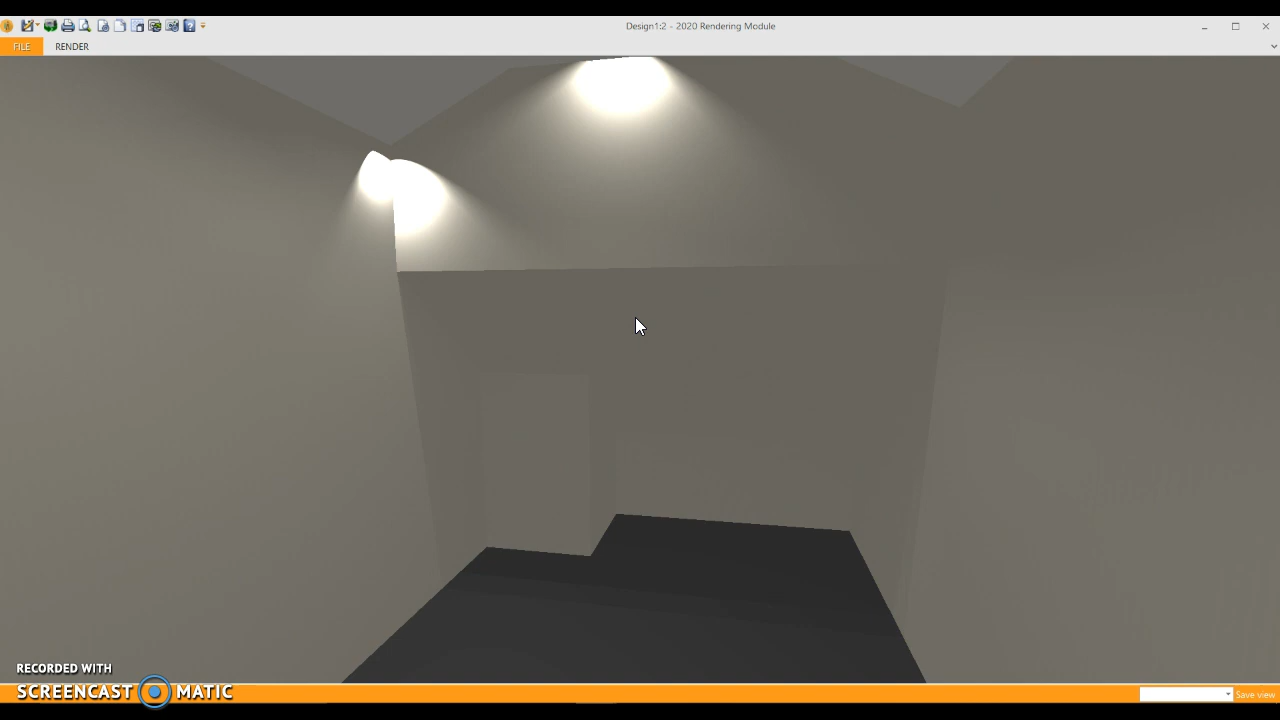 Design1:2 - 2020 Rendering Module
FILE RENDER
RECORDED WITH
SCREENCAST MATIC
Save view